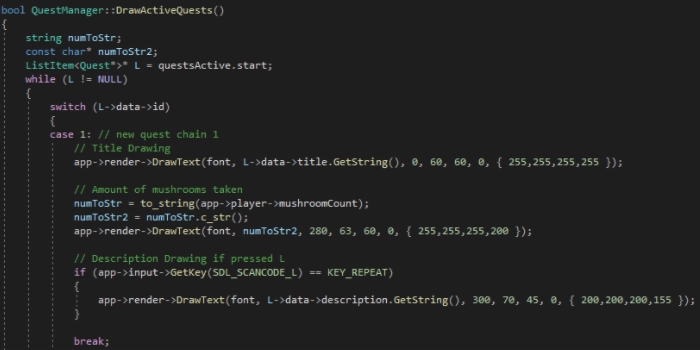 bool QuestManager::DrawActiveQuests()
{
string numToStr;
const char* numToStr2;
ListItem<Quest*>* L = questsActive.start;
while (L != NULL)
{
switch (L->data->id)
{
case 1: // new quest chain 1
// Title Drawing
app->render->DrawText(font, L->data->title.GetString(), 0, 60, 60, 0, { 255,255,255,255 });
// Amount of mushrooms taken
numToStr = to_string(app->player->mushroomCount);
numToStr2 = numToStr.c_str();
app->render->DrawText(font, numToStr2, 280, 63, 60, 0, { 255,255,255,200 });
// Description Drawing if pressed L
if (app->input->GetKey(SDL_SCANCODE_L) == KEY_REPEAT)
{
app->render->DrawText(font, L->data->description.GetString(), 300, 70, 45, 0, { 200,200,200,155 });
}
break;